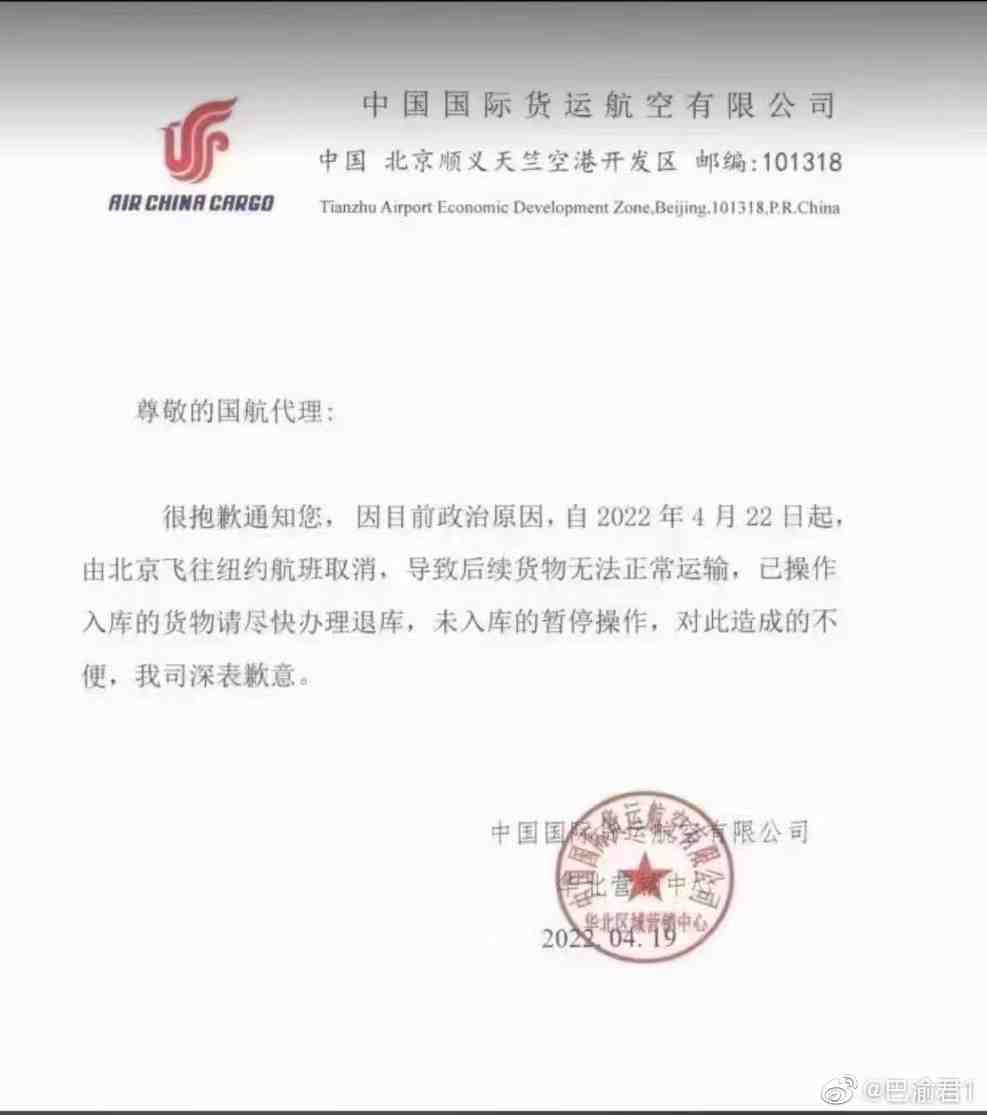 中国国际货运航空有限公司
中国 北京顺义天竺空港开发区 邮编:101318
AIR CHINA CARGO
Tianzhu Airport Economic Development Zone,Beijing.101318,P.R.China
尊敬的国航代理:
很抱歉通知您， 因目前政治原因,自 2022 年 4 月 22 日起，
由北京飞往纽约航班取消，导致后续货物无法正常运输，已操作
入库的货物请尽快办理退库，未入库的暂停操作，对此造成的不
便，我司深表歉意。
中国国际货运航空有限公司
华北营销中心
2022.04.19
中国国际货运航空有限公司
华北区域营销中心
@巴渝君1